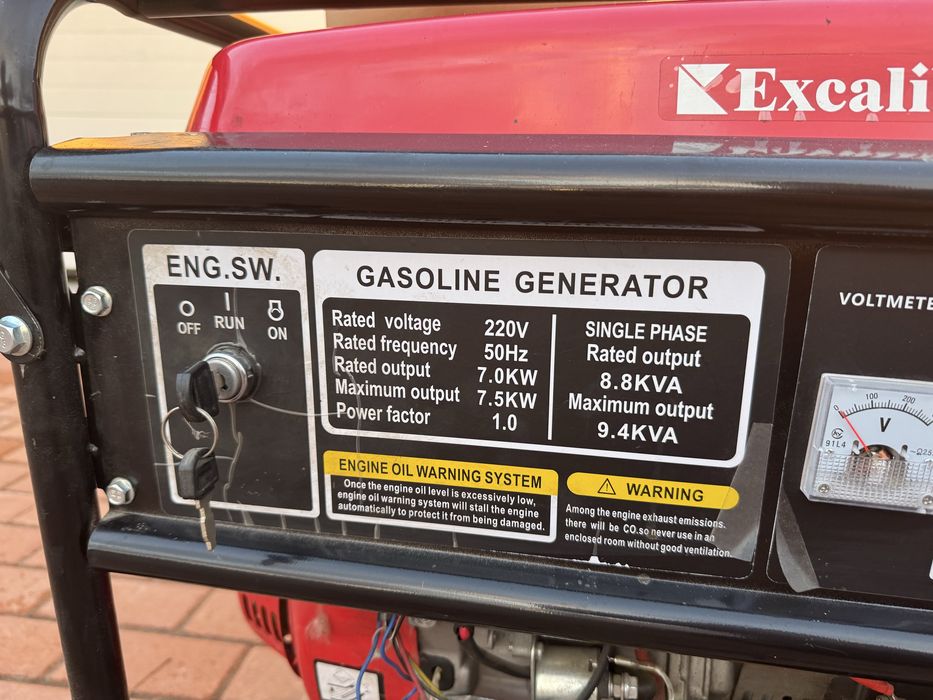 Excali
ENG.SW.
OFF RUN ON
GASOLINE GENERATOR
Rated voltage 220V
Rated frequency 50Hz
Rated output 7.0KW
Maximum output 7.5KW
Power factor 1.0
SINGLE PHASE
Rated output
8.8KVA
Maximum output
9.4KVA
ENGINE OIL WARNING SYSTEM
Once the engine oil level is excessively low,
engine oil warning system will stall the engine
automatically to protect it from being damaged.
WARNING
Among the engine exhaust emissions.
there will be CO.so never use in an
enclosed room without good ventilation.
VOLTMETE
0 100 200
V
91L4